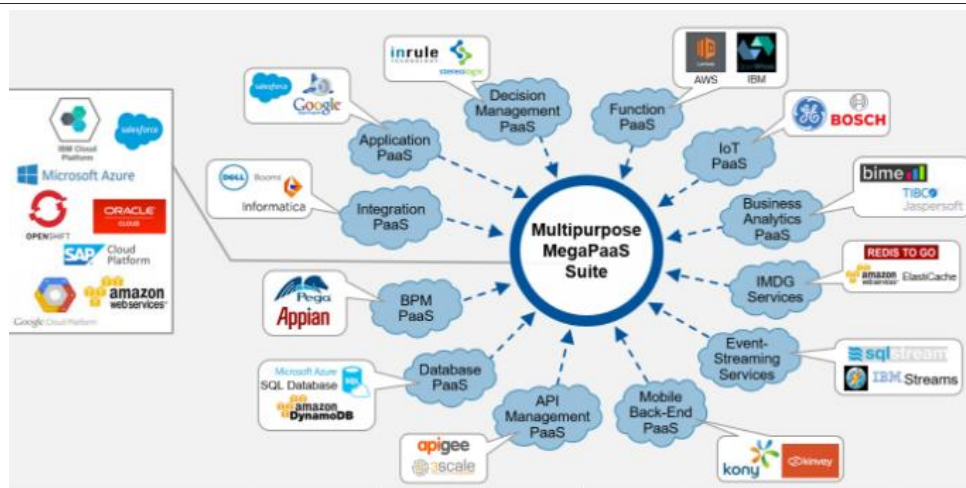 IBM Cloud
Platform
salesforce
Microsoft Azure
OPENSHIFT
ORACLE
CLOUD
SAP Cloud
Platform
Google Cloud Platform
amazon
webservices
salesforce
Google
inrule
TECHNOLOGY
stereologic
AWS
IBM
BOSCH
DELL Boomi
Informatica
bime
TIBCO
Jaspersoft
REDIS TO GO
amazon
webservices
ElastiCache
sqlstream
IBM Streams
kony
kinvey
apigee
3scale
Microsoft Azure
SQL Database
SQL
amazon
DynamoDB
Pega
Appian
Multipurpose
MegaPaaS
Suite
Application
PaaS
Decision
Management
PaaS
Function
PaaS
IoT
PaaS
Business
Analytics
PaaS
IMDG
Services
Event-
Streaming
Services
Mobile
Back-End
PaaS
API
Management
PaaS
Database
PaaS
BPM
PaaS
Integration
PaaS